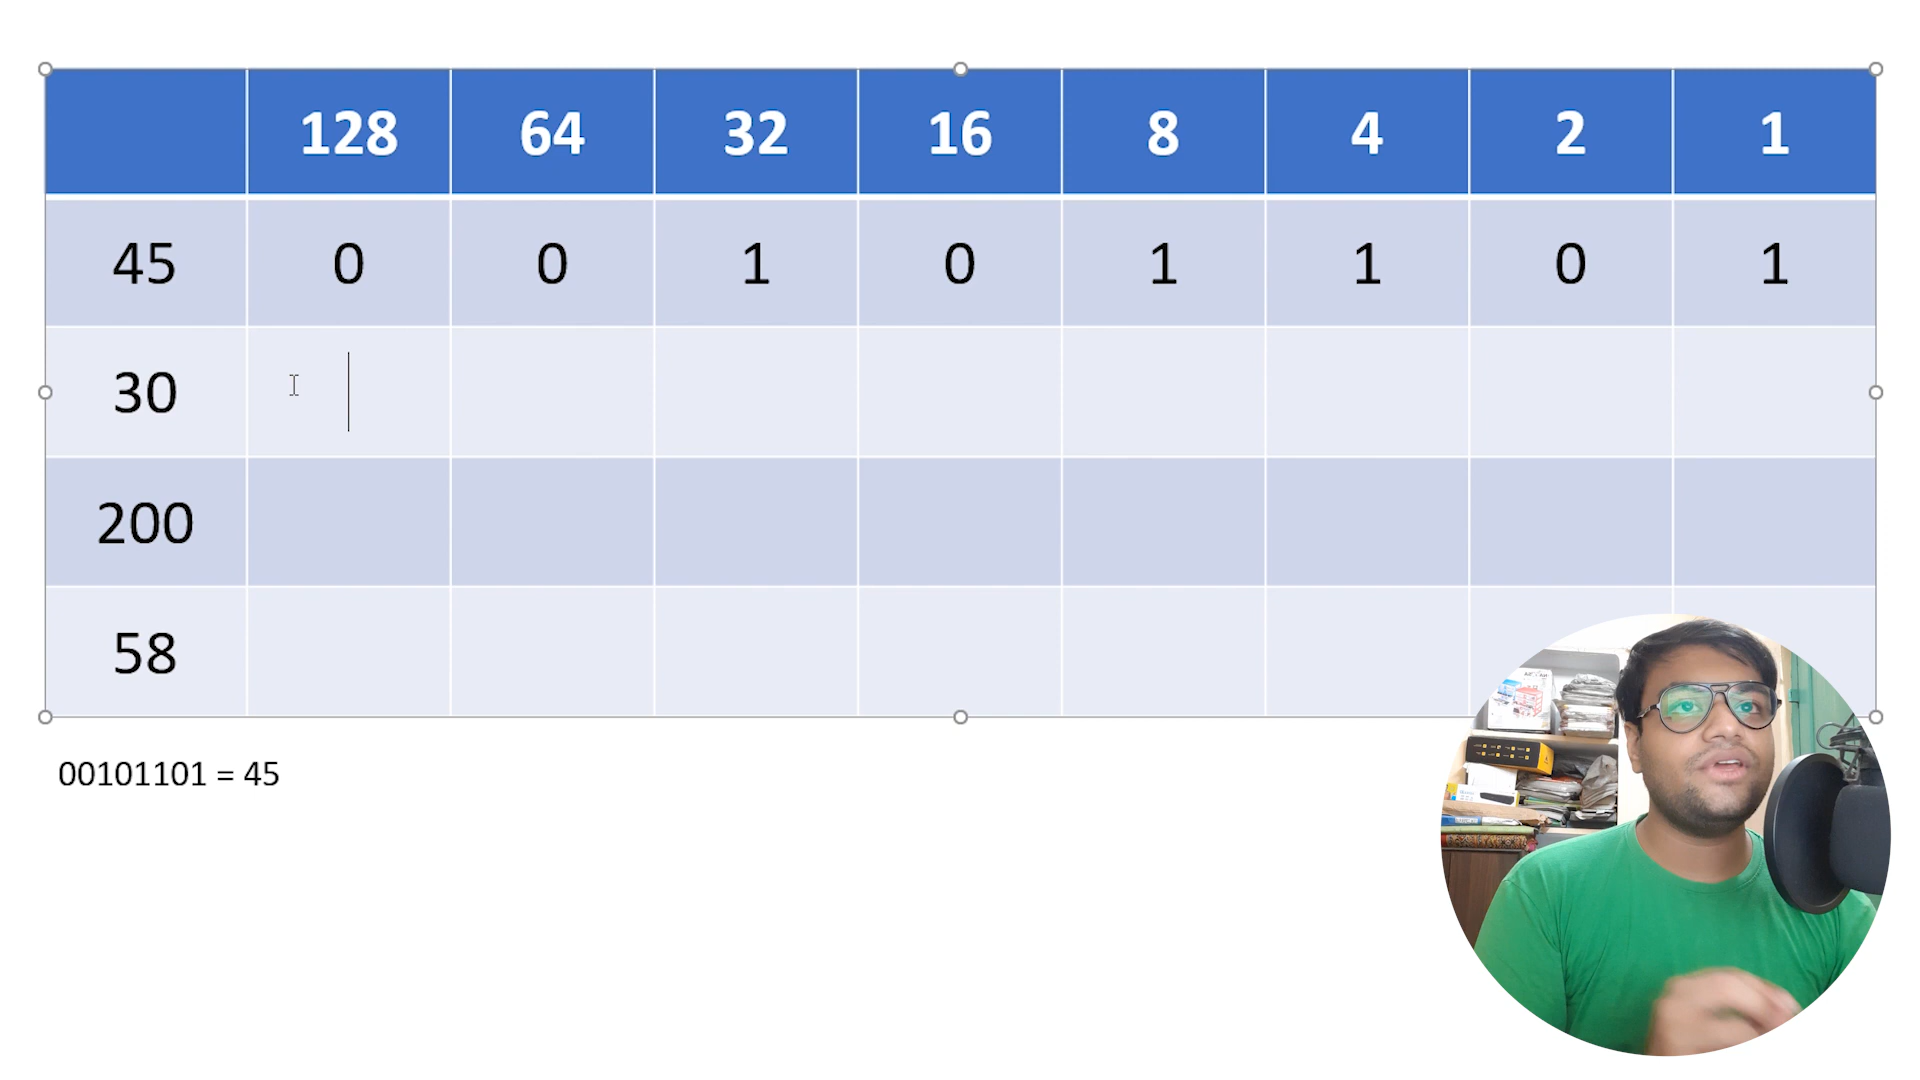 128 64 32 16 8 4 2 1
45 0 0 1 0 1 1 0 1
30
200
58
00101101 = 45